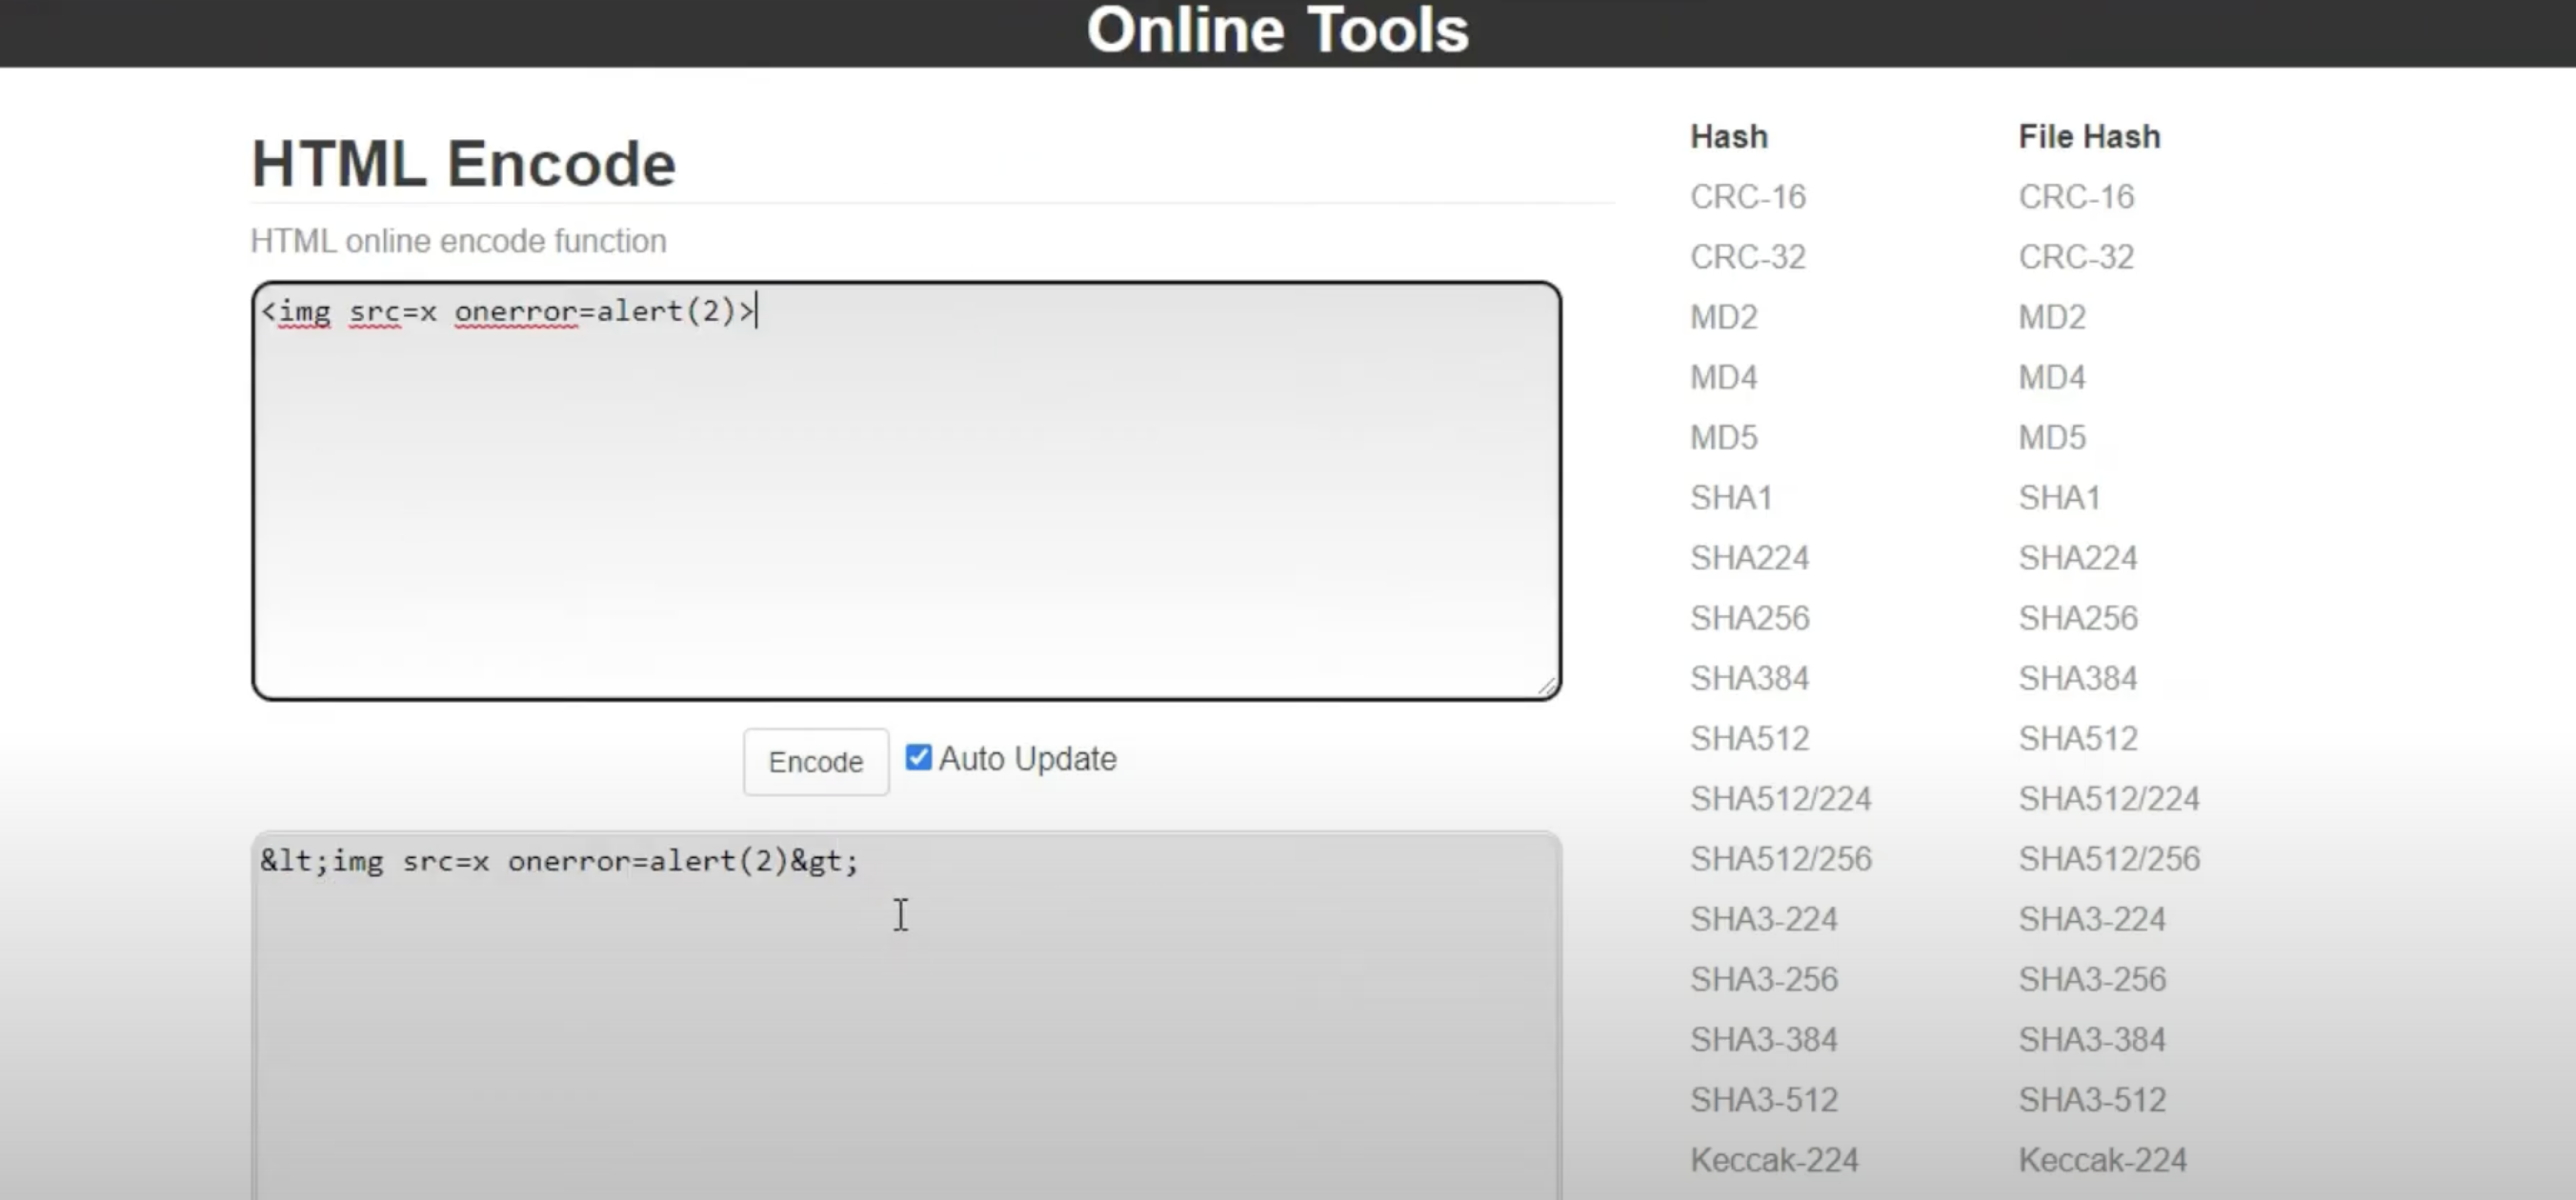 Online Tools
HTML Encode
HTML online encode function
<img src=x onerror=alert(2)>
Encode
Auto Update
&lt;img src=x onerror=alert(2)&gt;
Hash
CRC-16
CRC-32
MD2
MD4
MD5
SHA1
SHA224
SHA256
SHA384
SHA512
SHA512/224
SHA512/256
SHA3-224
SHA3-256
SHA3-384
SHA3-512
Keccak-224
File Hash
CRC-16
CRC-32
MD2
MD4
MD5
SHA1
SHA224
SHA256
SHA384
SHA512
SHA512/224
SHA512/256
SHA3-224
SHA3-256
SHA3-384
SHA3-512
Keccak-224